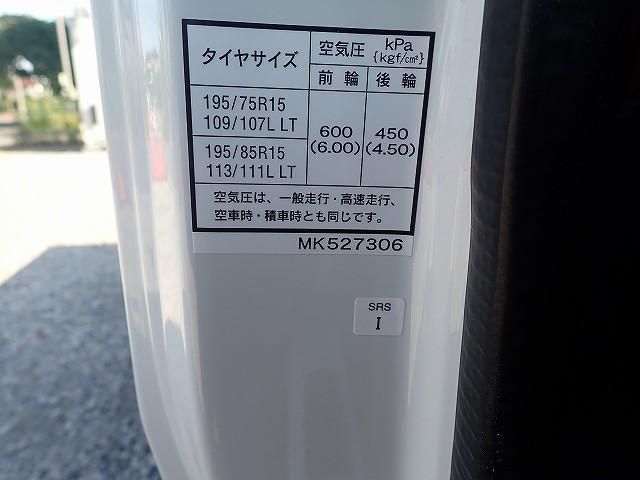 タイヤサイズ
空気圧 kPa
{kgf/cm²}
前輪 後輪
195/75R15
109/107L LT
600
(6.00)
450
(4.50)
195/85R15
113/111L LT
空気圧は、一般走行・高速走行、
空車時・積車時とも同じです。
MK527306
SRS
I